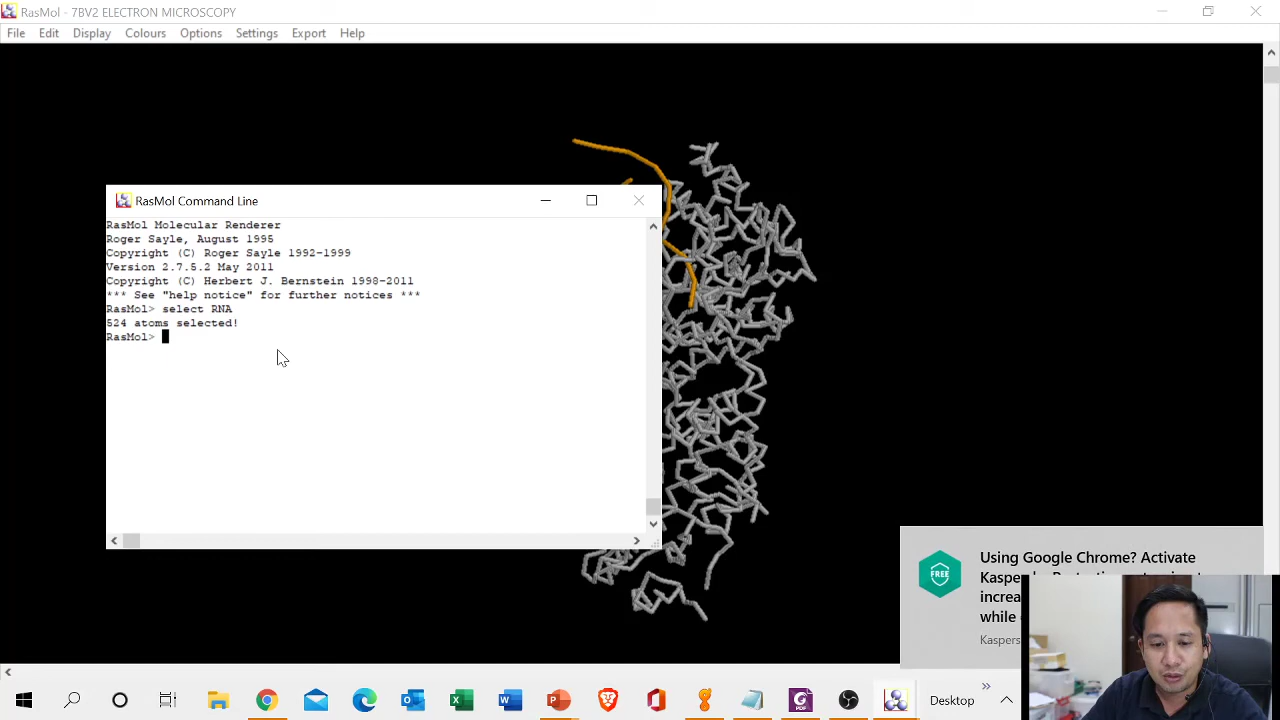 RasMol - 7BV2 ELECTRON MICROSCOPY
File Edit Display Colours Options Settings Export Help
RasMol Command Line
RasMol Molecular Renderer
Roger Sayle, August 1995
Copyright (C) Roger Sayle 1992-1999
Version 2.7.5.2 May 2011
Copyright (C) Herbert J. Bernstein 1998-2011
*** See "help notice" for further notices ***
RasMol> select RNA
524 atoms selected!
RasMol>
FREE
Using Google Chrome? Activate
increa
while
Kaspers
Desktop